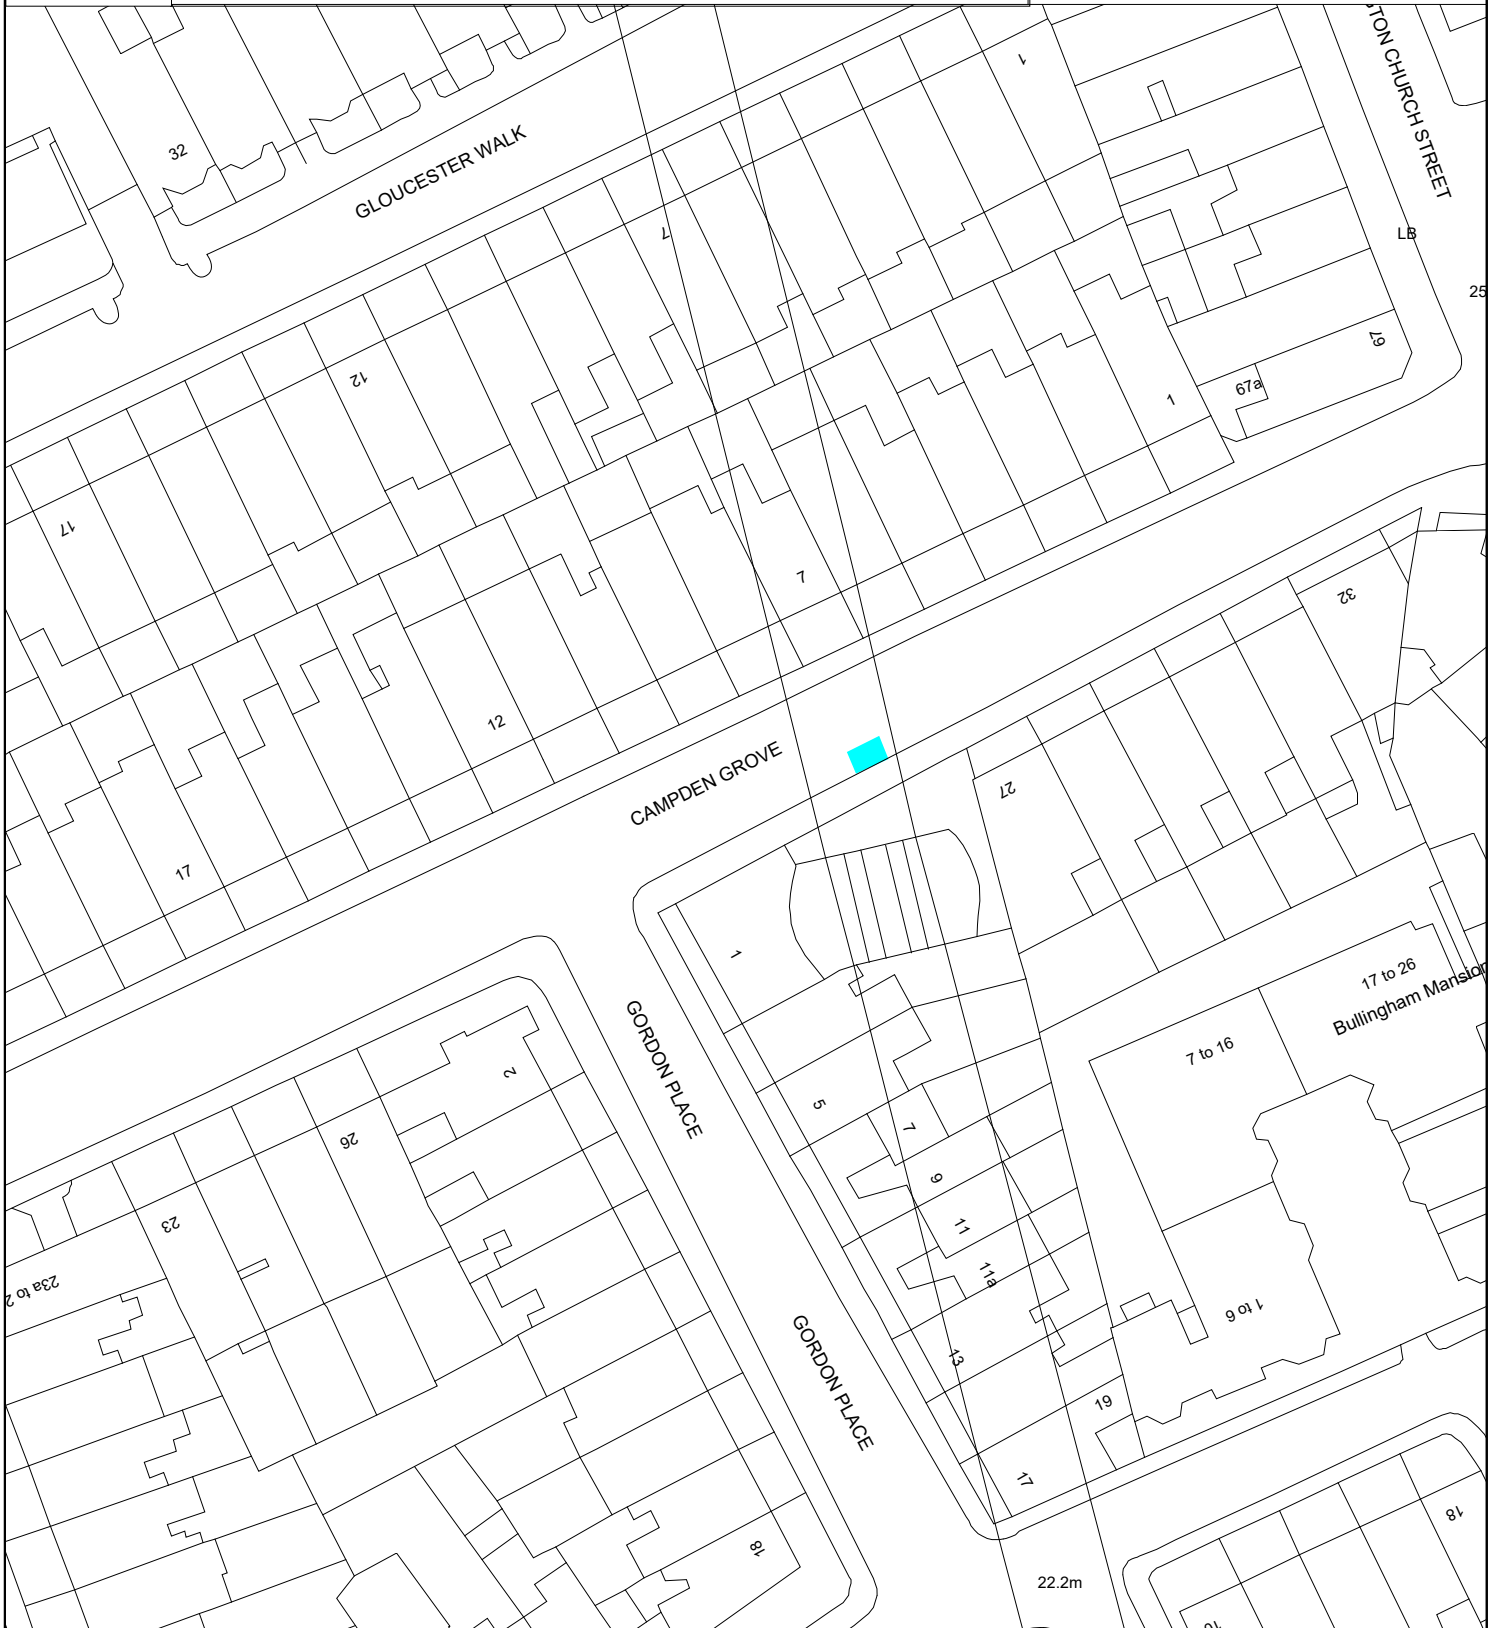 1
GTON CHURCH STREET
32
GLOUCESTER WALK
7
LB
25
12
67
67a
1
17
7
32
12
CAMPDEN GROVE
27
17
1
17 to 26
Bullingham Mansion
GORDON PLACE
7 to 16
2
5
7
26
9
23
11
11a
23a to 2
1 to 6
GORDON PLACE
13
19
17
18
18
22.2m